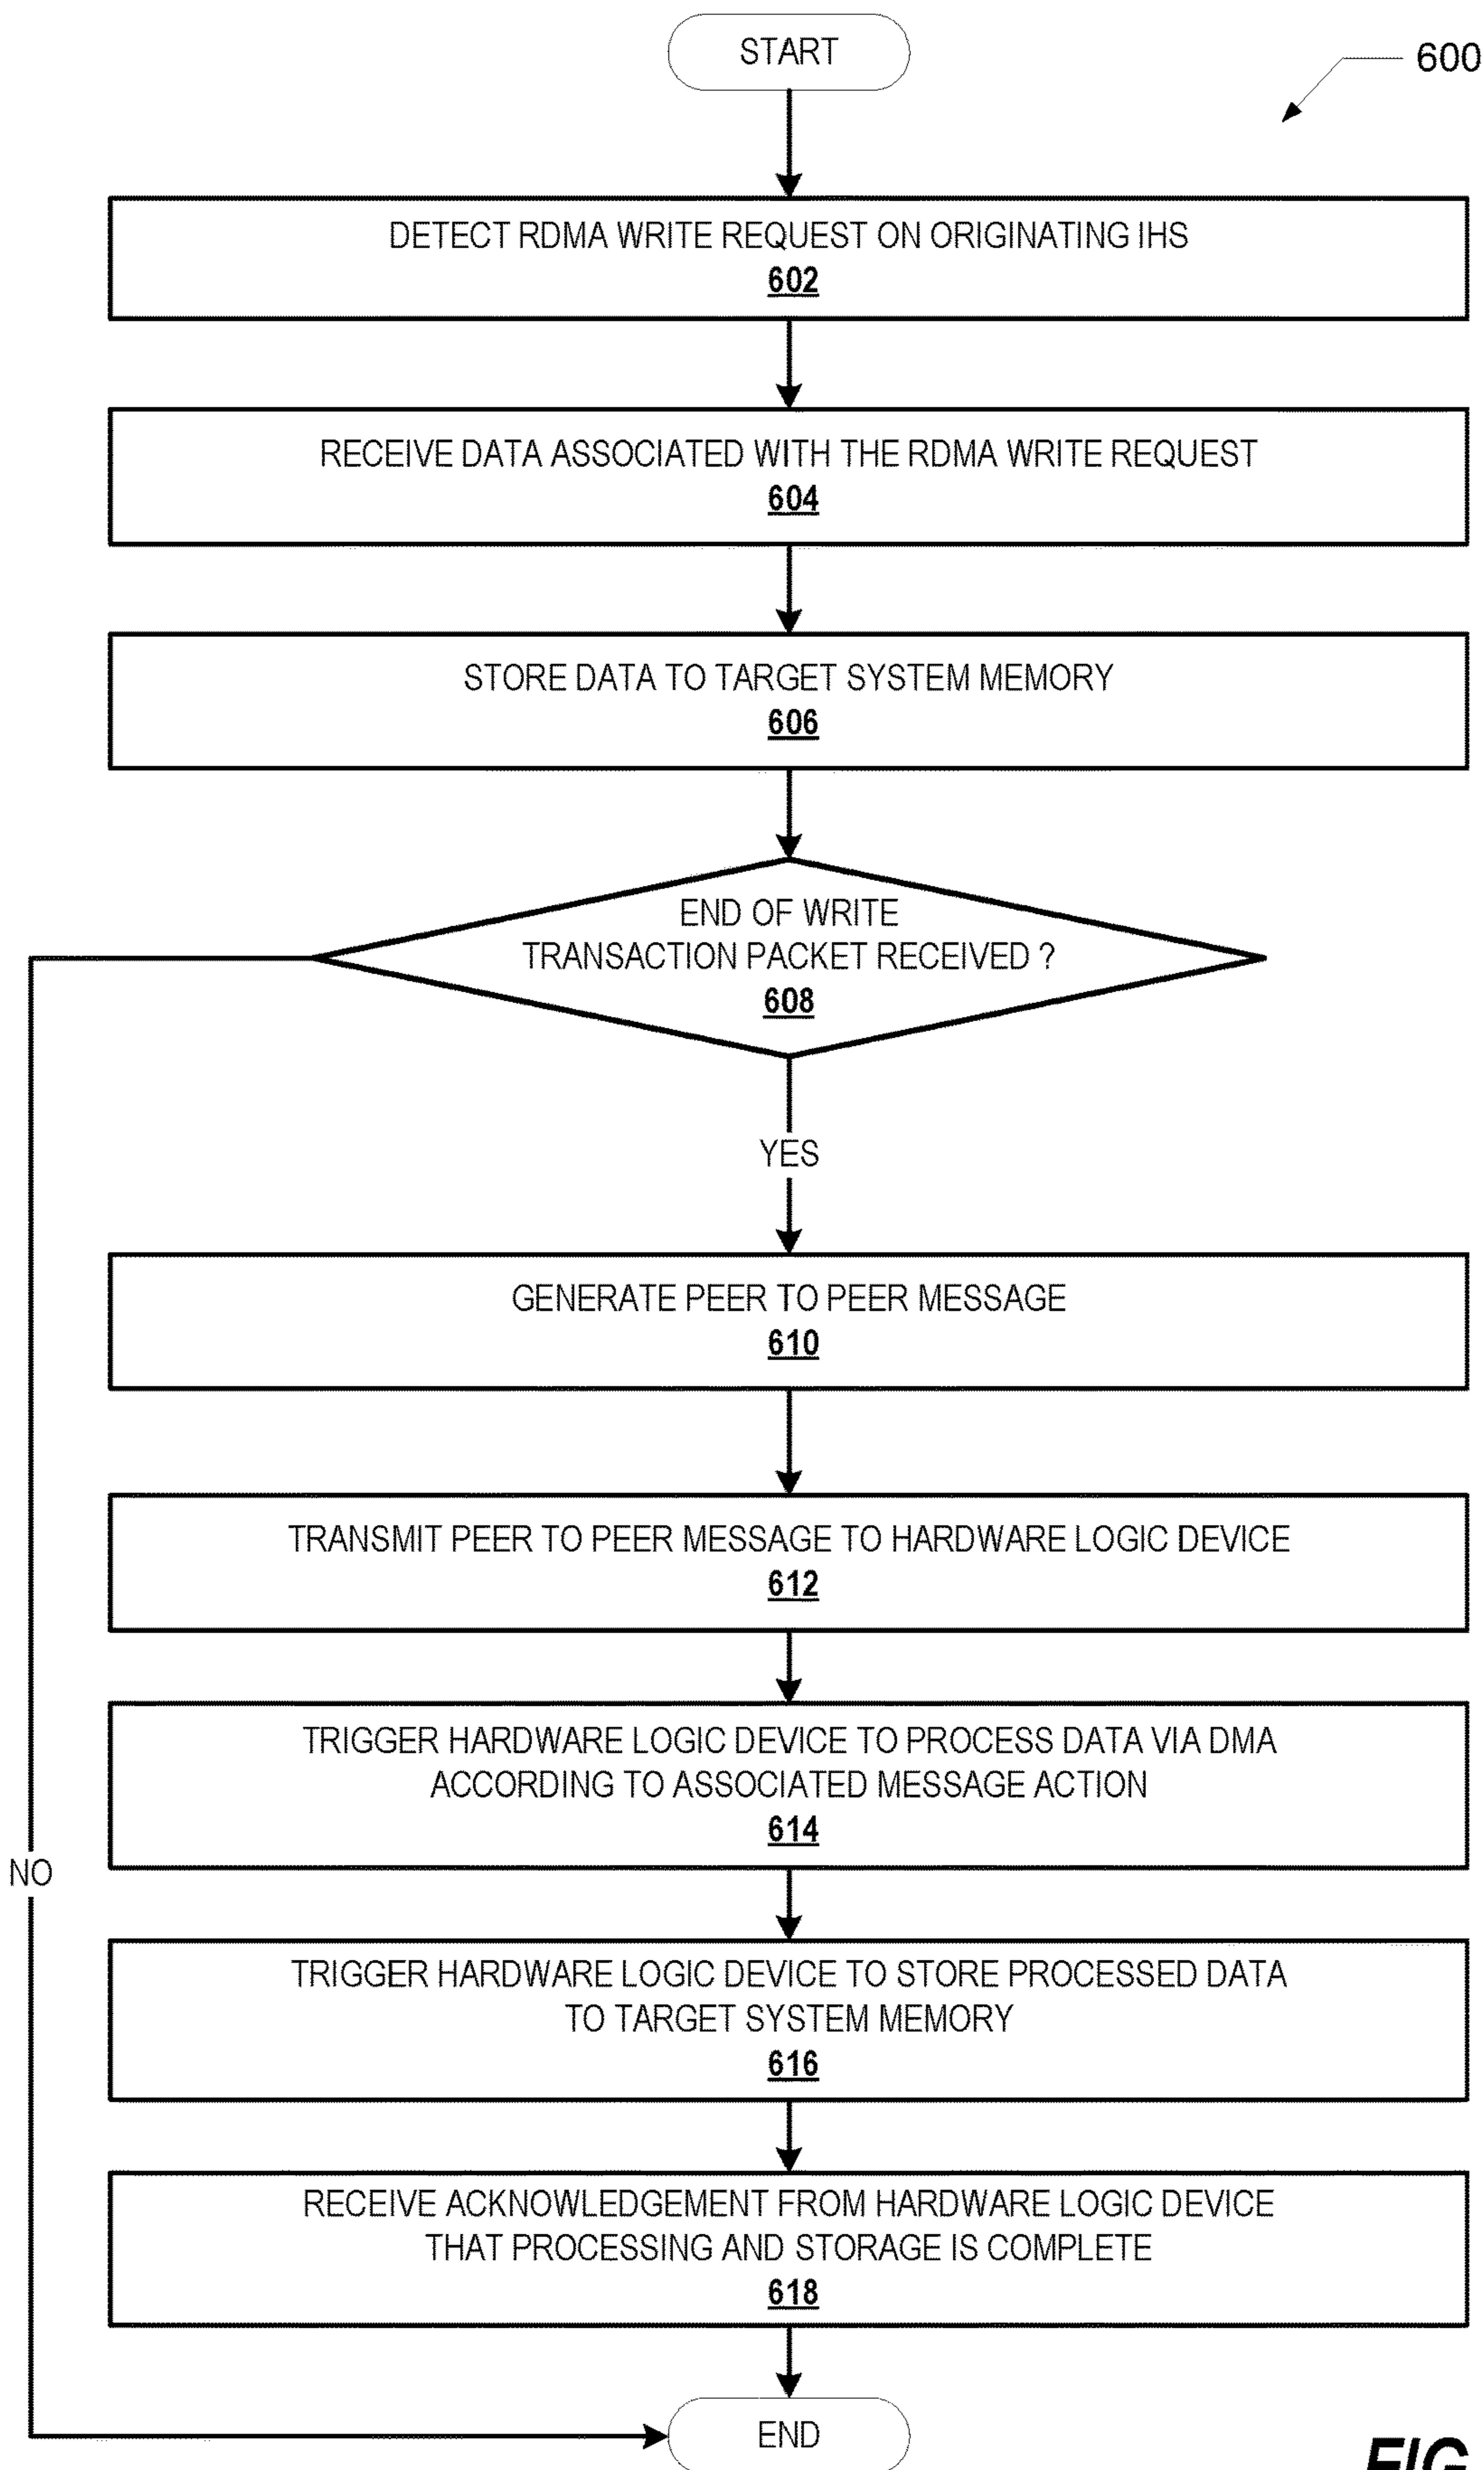 START
600
DETECT RDMA WRITE REQUEST ON ORIGINATING IHS
602
RECEIVE DATA ASSOCIATED WITH THE RDMA WRITE REQUEST
604
STORE DATA TO TARGET SYSTEM MEMORY
606
END OF WRITE
TRANSACTION PACKET RECEIVED ?
608
YES
GENERATE PEER TO PEER MESSAGE
610
TRANSMIT PEER TO PEER MESSAGE TO HARDWARE LOGIC DEVICE
612
TRIGGER HARDWARE LOGIC DEVICE TO PROCESS DATA VIA DMA
ACCORDING TO ASSOCIATED MESSAGE ACTION
614
NO
TRIGGER HARDWARE LOGIC DEVICE TO STORE PROCESSED DATA
TO TARGET SYSTEM MEMORY
616
RECEIVE ACKNOWLEDGEMENT FROM HARDWARE LOGIC DEVICE
THAT PROCESSING AND STORAGE IS COMPLETE
618
END
FIG